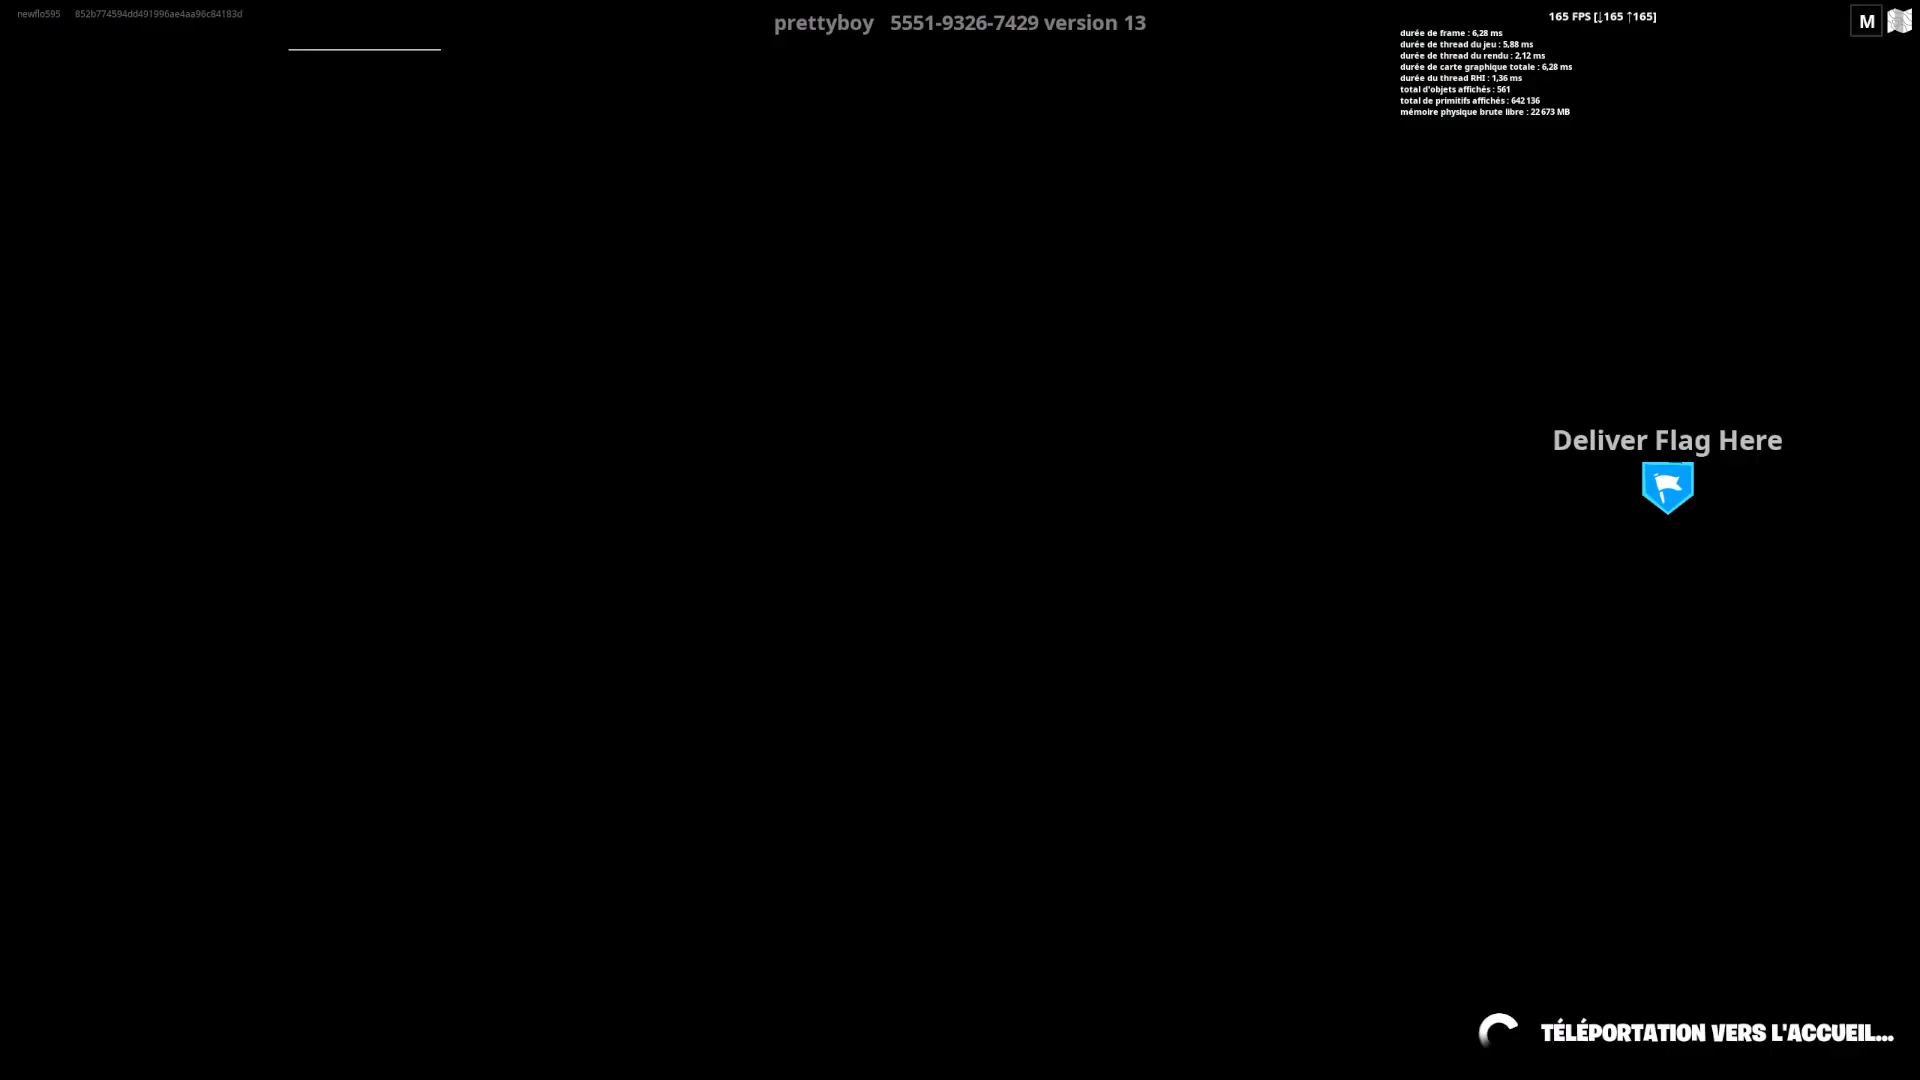 newflo595 852b774594dd491996ae4aa96c84183d
prettyboy 5551-9326-7429 version 13
165 FPS [↓165 ↑165]
M
durée de frame : 6,28 ms
durée de thread du jeu : 5,88 ms
durée de thread du rendu : 2,12 ms
durée de carte graphique totale : 6,28 ms
durée du thread RHI : 1,36 ms
total d'objets affichés : 561
total de primitifs affichés : 642 136
mémoire physique brute libre : 22 673 MB
Deliver Flag Here
TÉLÉPORTATION VERS L'ACCUEIL...